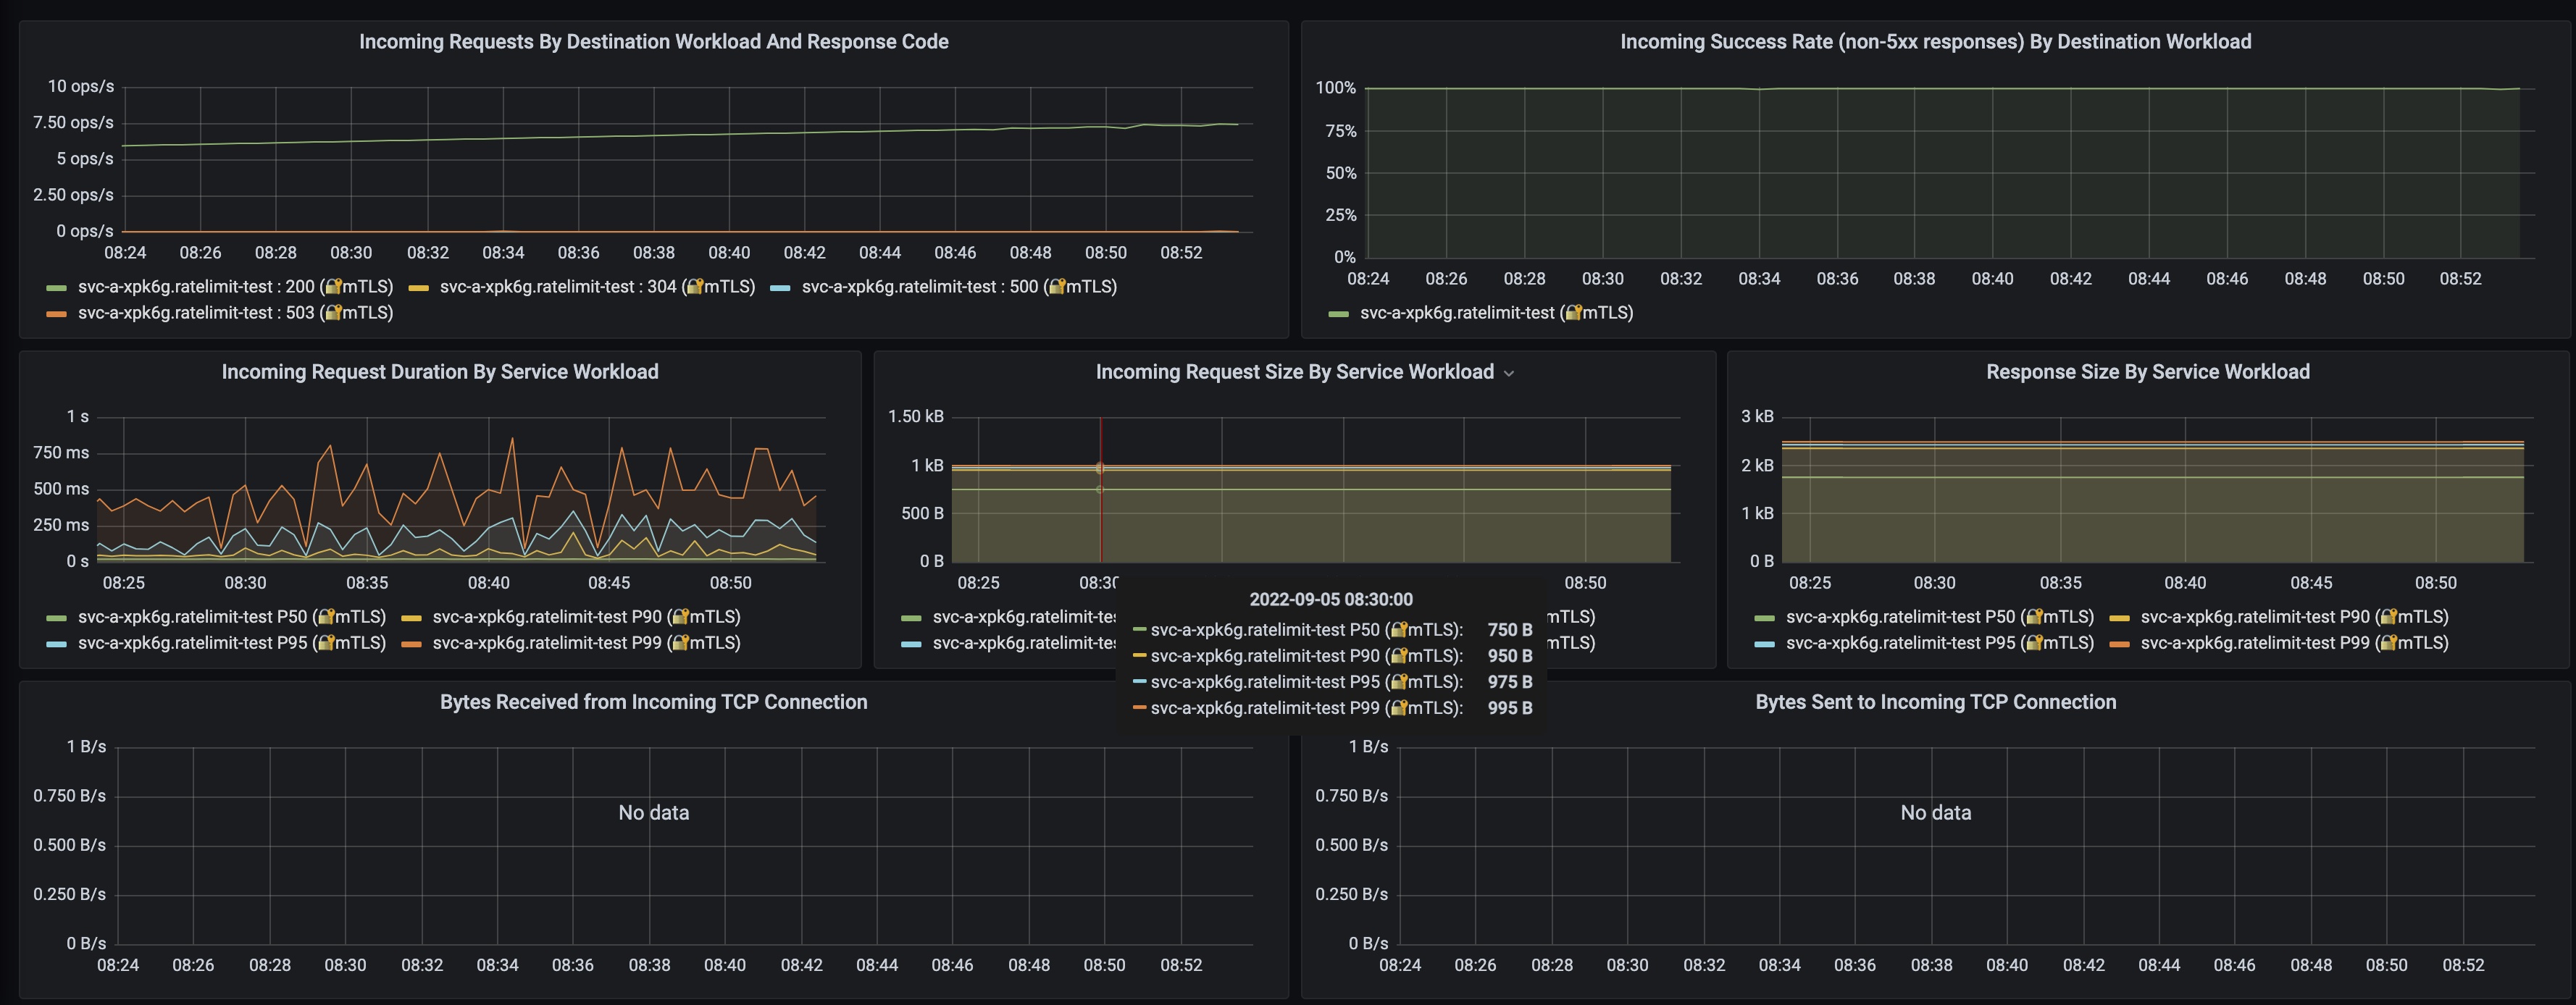 Incoming Requests By Destination Workload And Response Code
10 ops/s
7.50 ops/s
5 ops/s
2.50 ops/s
0 ops/s
08:24 08:26 08:28 08:30 08:32 08:34 08:36 08:38 08:40 08:42 08:44 08:46 08:48 08:50 08:52
svc-a-xpk6g.ratelimit-test : 200 (🔐mTLS) svc-a-xpk6g.ratelimit-test : 304 (🔐mTLS) svc-a-xpk6g.ratelimit-test : 500 (🔐mTLS)
svc-a-xpk6g.ratelimit-test : 503 (🔐mTLS)
Incoming Success Rate (non-5xx responses) By Destination Workload
100%
75%
50%
25%
0%
08:24 08:26 08:28 08:30 08:32 08:34 08:36 08:38 08:40 08:42 08:44 08:46 08:48 08:50 08:52
svc-a-xpk6g.ratelimit-test (🔐mTLS)
Incoming Request Duration By Service Workload
1 s
750 ms
500 ms
250 ms
0 s
08:25 08:30 08:35 08:40 08:45 08:50
svc-a-xpk6g.ratelimit-test P50 (🔐mTLS) svc-a-xpk6g.ratelimit-test P90 (🔐mTLS)
svc-a-xpk6g.ratelimit-test P95 (🔐mTLS) svc-a-xpk6g.ratelimit-test P99 (🔐mTLS)
Incoming Request Size By Service Workload
1.50 kB
1 kB
500 B
0 B
08:25 08:30 08:50
svc-a-xpk6g.ratelimit-tes mTLS)
svc-a-xpk6g.ratelimit-tes mTLS)
2022-09-05 08:30:00
svc-a-xpk6g.ratelimit-test P50 (🔐mTLS): 750 B
svc-a-xpk6g.ratelimit-test P90 (🔐mTLS): 950 B
svc-a-xpk6g.ratelimit-test P95 (🔐mTLS): 975 B
svc-a-xpk6g.ratelimit-test P99 (🔐mTLS): 995 B
Response Size By Service Workload
3 kB
2 kB
1 kB
0 B
08:25 08:30 08:35 08:40 08:45 08:50
svc-a-xpk6g.ratelimit-test P50 (🔐mTLS) svc-a-xpk6g.ratelimit-test P90 (🔐mTLS)
svc-a-xpk6g.ratelimit-test P95 (🔐mTLS) svc-a-xpk6g.ratelimit-test P99 (🔐mTLS)
Bytes Received from Incoming TCP Connection
1 B/s
0.750 B/s
No data
0.500 B/s
0.250 B/s
0 B/s
08:24 08:26 08:28 08:30 08:32 08:34 08:36 08:38 08:40 08:42 08:44 08:46 08:48 08:50 08:52
Bytes Sent to Incoming TCP Connection
1 B/s
0.750 B/s
No data
0.500 B/s
0.250 B/s
0 B/s
08:24 08:26 08:28 08:30 08:32 08:34 08:36 08:38 08:40 08:42 08:44 08:46 08:48 08:50 08:52